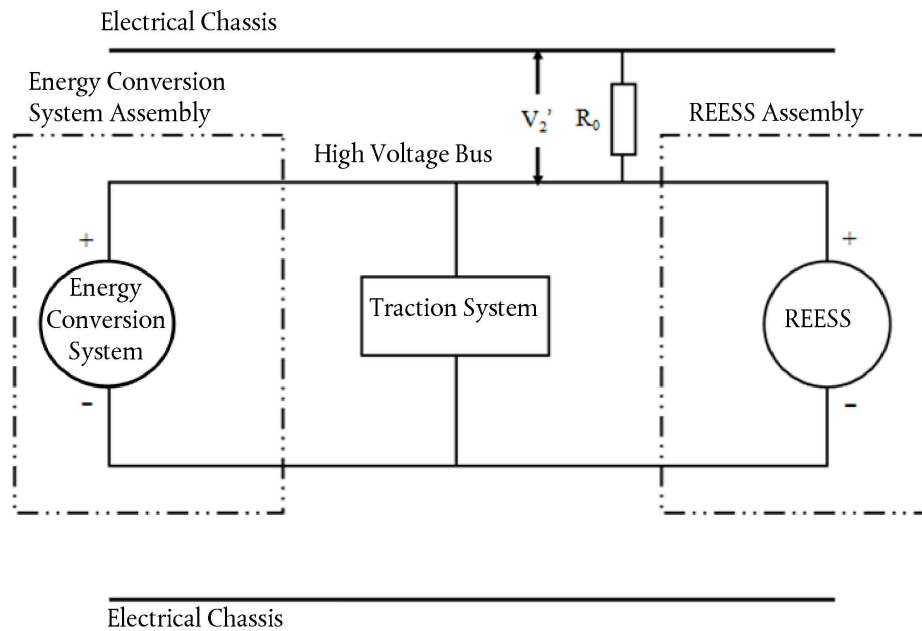 Electrical Chassis
Energy Conversion
System Assembly
V₂'
R₀
REESS Assembly
High Voltage Bus
+
+
Energy
Conversion
System
Traction System
REESS
-
-
Electrical Chassis